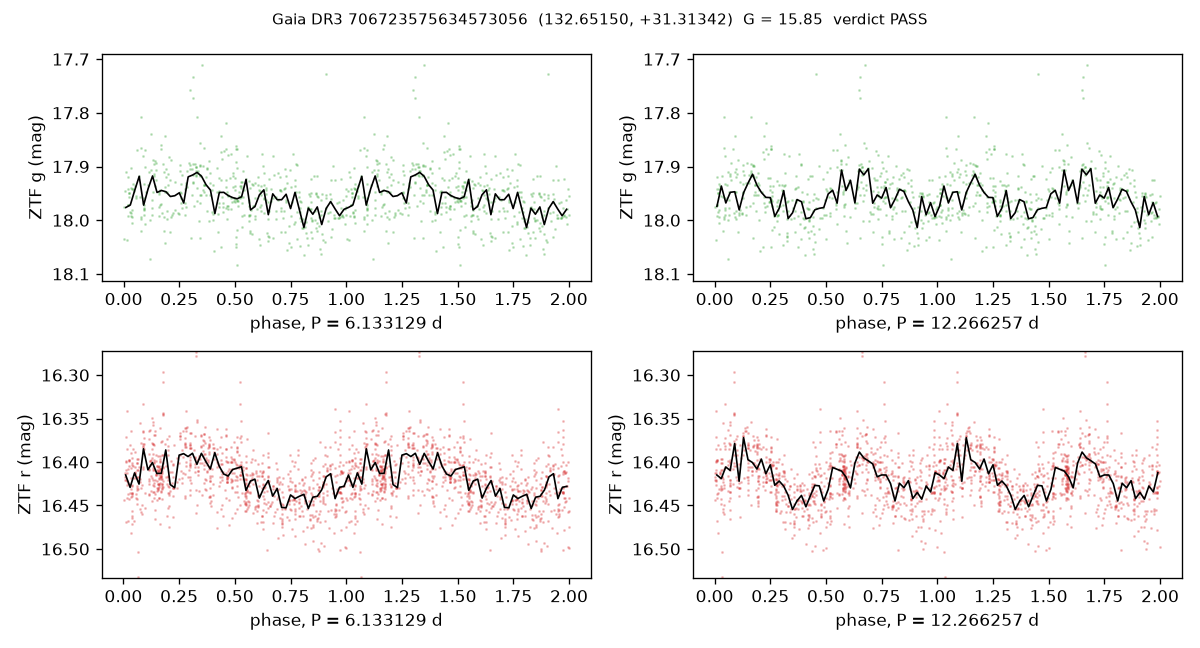 Gaia DR3 706723575634573056  (132.65150, +31.31342)  G = 15.85  verdict PASS
17.7
17.8
17.9
18.0
18.1
ZTF g (mag)
0.00 0.25 0.50 0.75 1.00 1.25 1.50 1.75 2.00
phase, P = 6.133129 d
17.7
17.8
17.9
18.0
18.1
ZTF g (mag)
0.00 0.25 0.50 0.75 1.00 1.25 1.50 1.75 2.00
phase, P = 12.266257 d
16.30
16.35
16.40
16.45
16.50
ZTF r (mag)
0.00 0.25 0.50 0.75 1.00 1.25 1.50 1.75 2.00
phase, P = 6.133129 d
16.30
16.35
16.40
16.45
16.50
ZTF r (mag)
0.00 0.25 0.50 0.75 1.00 1.25 1.50 1.75 2.00
phase, P = 12.266257 d